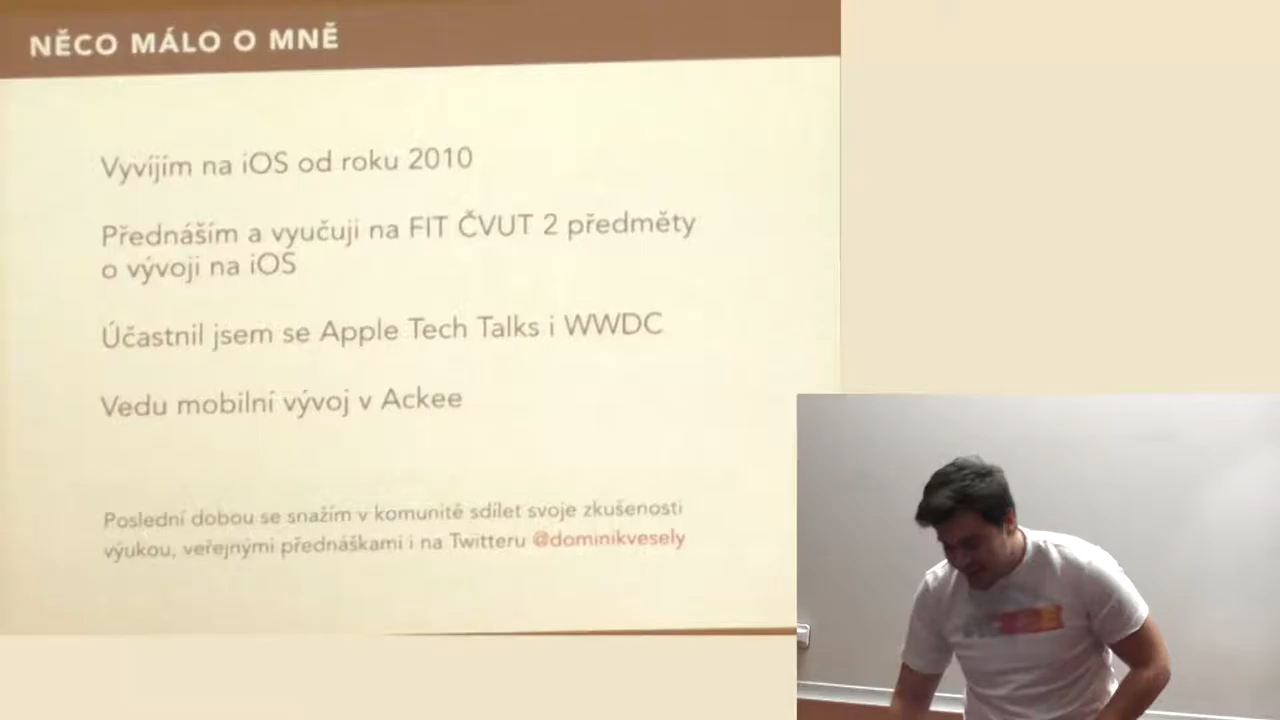 NĚCO MÁLO O MNĚ
Vyvíjím na iOS od roku 2010
Přednáším a vyučuji na FIT ČVUT 2 předměty
o vývoji na iOS
Účastnil jsem se Apple Tech Talks i WWDC
Vedu mobilní vývoj v Ackee
Poslední dobou se snažím v komunitě sdílet svoje zkušenosti
výukou, veřejnými přednáškami i na Twitteru @dominikvesely